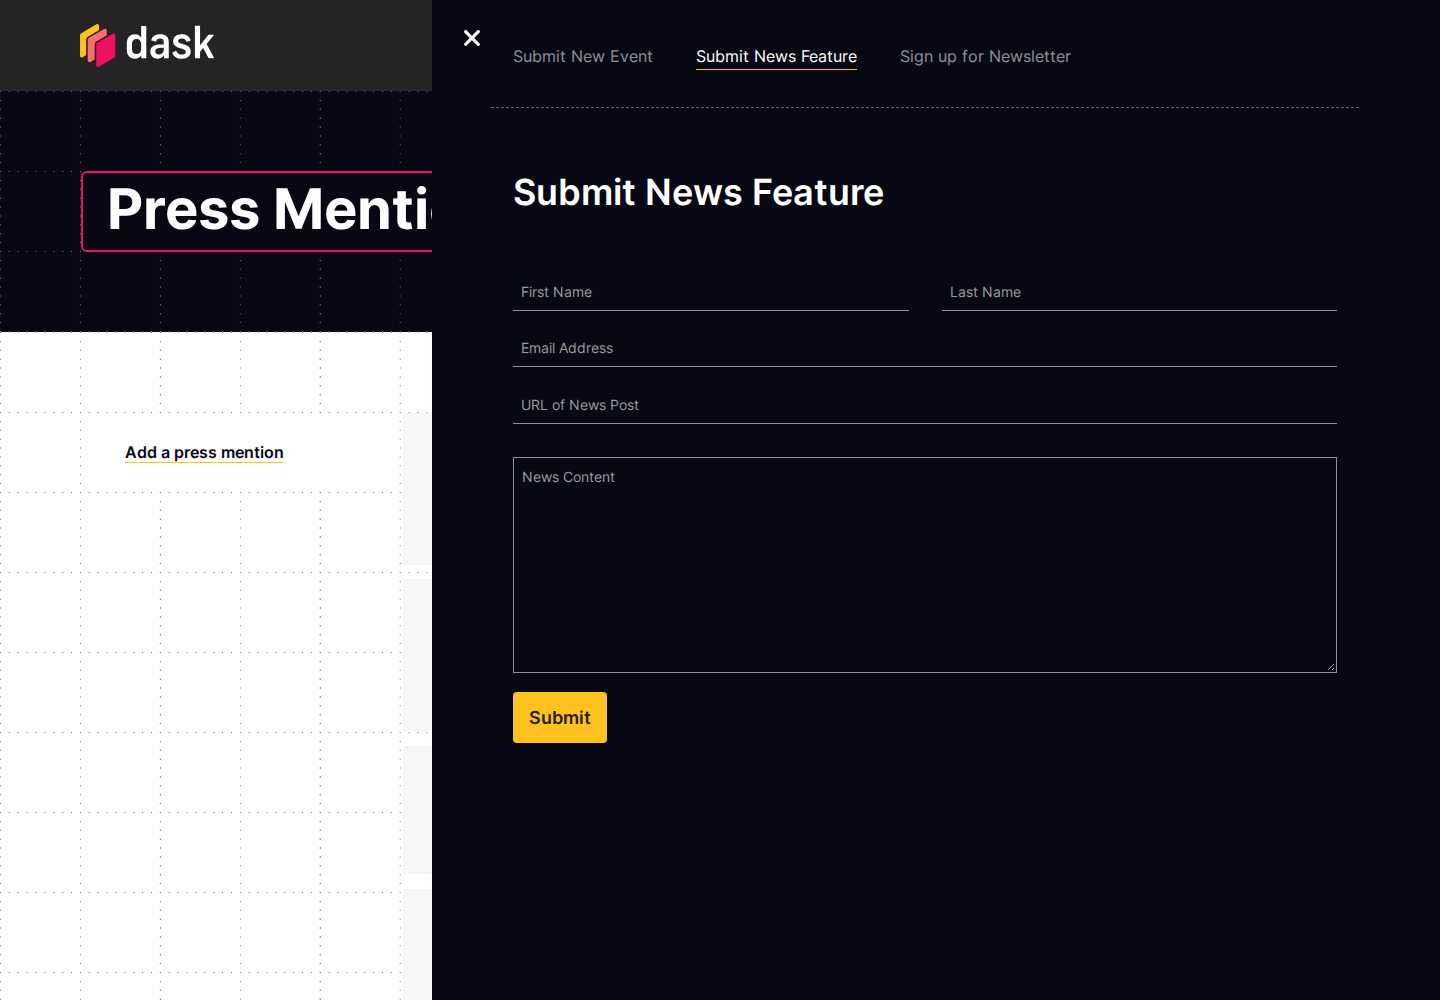 dask
Submit New Event
Submit News Feature
Sign up for Newsletter
Press Menti
Submit News Feature
First Name
Last Name
Email Address
URL of News Post
Add a press mention
News Content
Submit